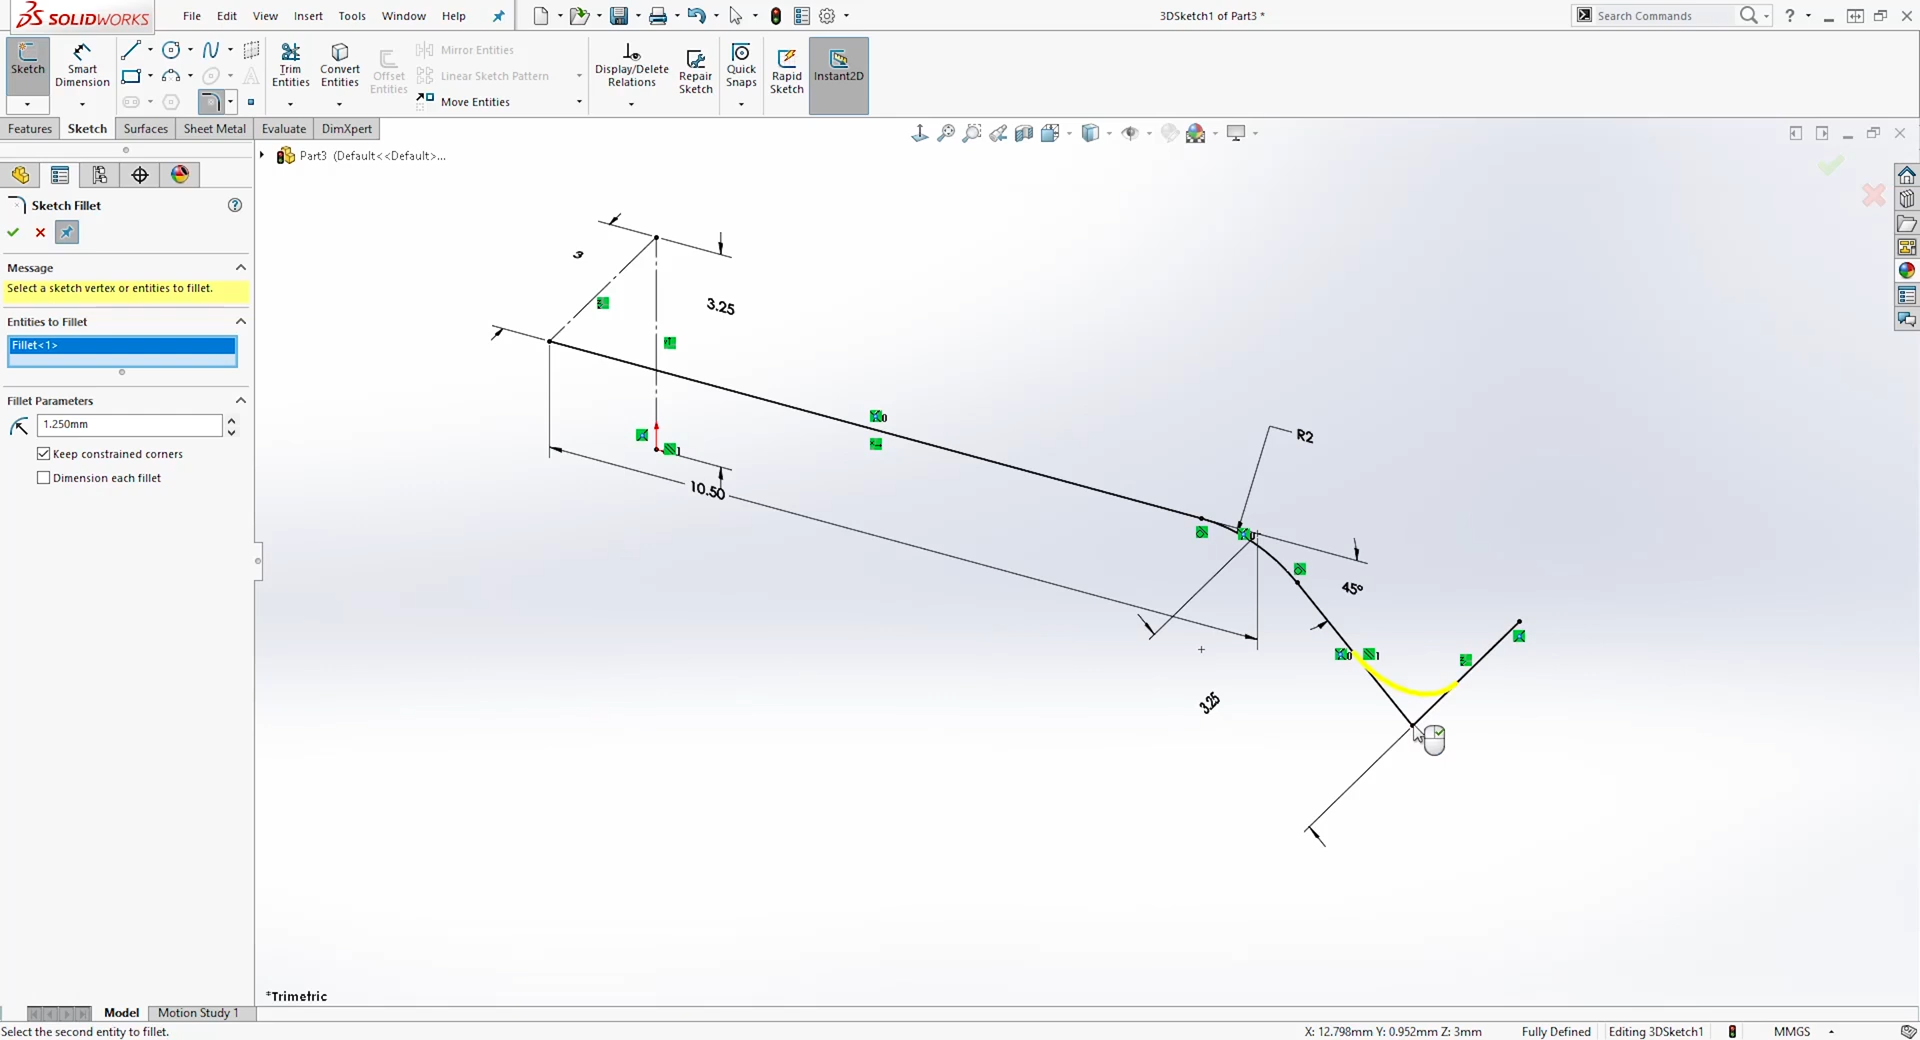 SOLIDWORKS
File Edit View Insert Tools Window Help
3DSketch1 of Part3 *
Search Commands
Sketch
Smart Dimension
Trim Entities
Convert Entities
Offset Entities
Mirror Entities
Linear Sketch Pattern
Move Entities
Display/Delete Relations
Repair Sketch
Quick Snaps
Rapid Sketch
Instant2D
Features Sketch Surfaces Sheet Metal Evaluate DimXpert
Part3 (Default<<Default>...
Sketch Fillet
Message
Select a sketch vertex or entities to fillet.
Entities to Fillet
Fillet<1>
Fillet Parameters
1.250mm
Keep constrained corners
Dimension each fillet
3
3.25
10.50
R2
45°
3.25
*Trimetric
Model Motion Study 1
Select the second entity to fillet.
X: 12.798mm Y: 0.952mm Z: 3mm
Fully Defined
Editing 3DSketch1
MMGS